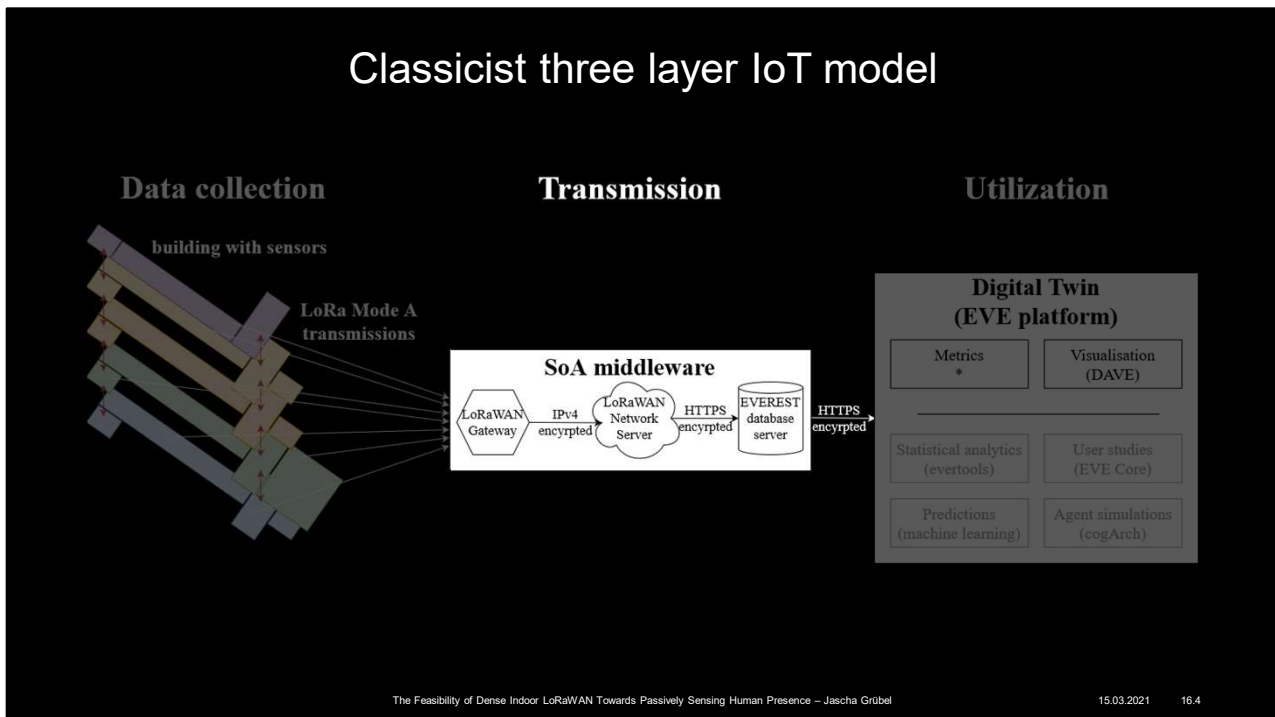 Classicist three layer IoT model
Data collection
Transmission
Utilization
building with sensors
LoRa Mode A
transmissions
SoA middleware
LoRaWAN
Gateway
IPv4
encyrpted
LoRaWAN
Network
Server
HTTPS
encyrpted
EVEREST
database
server
HTTPS
encyrpted
Digital Twin
(EVE platform)
Metrics
*
Visualisation
(DAVE)
Statistical analytics
(evertools)
User studies
(EVE Core)
Predictions
(machine learning)
Agent simulations
(cogArch)
The Feasibility of Dense Indoor LoRaWAN Towards Passively Sensing Human Presence – Jascha Grübel
15.03.2021
16.4